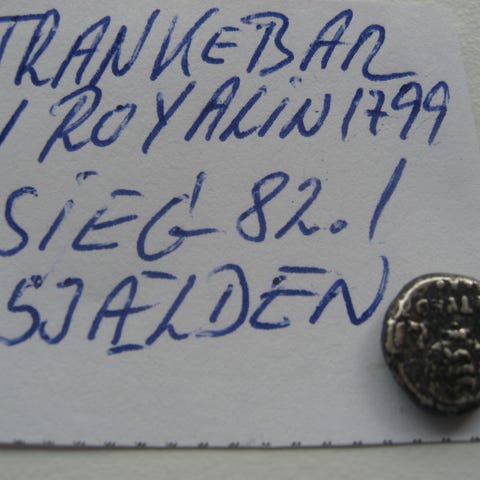 TRANKEBAR
1 ROYALIN 1799
SIEG 82.1
SJÆLDEN